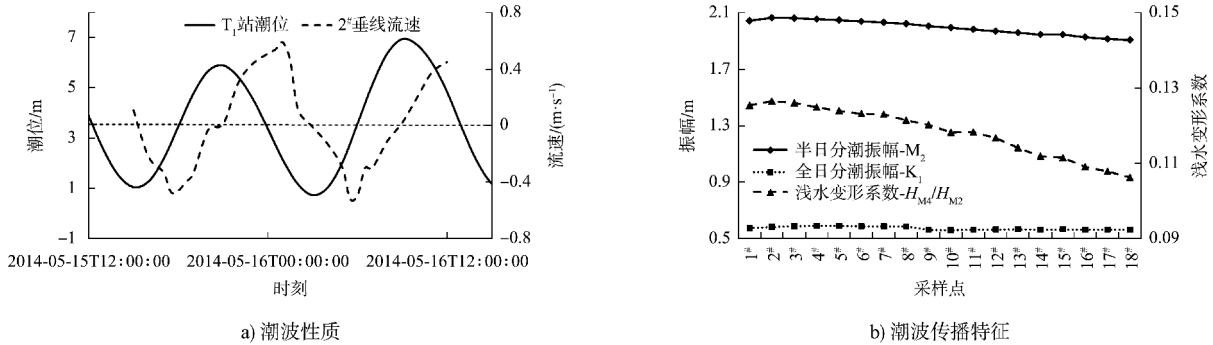 T₁站潮位 2#垂线流速
7
5
3
1
-1
潮位/m
0.8
0.4
0
-0.4
-0.8
流速/(m·s⁻¹)
2014-05-15T12:00:00 2014-05-16T00:00:00 2014-05-16T12:00:00
时刻
a) 潮波性质
2.1
1.7
1.3
0.9
0.5
振幅/m
0.15
0.13
0.11
0.09
浅水变形系数
半日分潮振幅-M₂
全日分潮振幅-K₁
浅水变形系数-H_M4/H_M2
1# 2# 3# 4# 5# 6# 7# 8# 9# 10# 11# 12# 13# 14# 15# 16# 17# 18#
采样点
b) 潮波传播特征